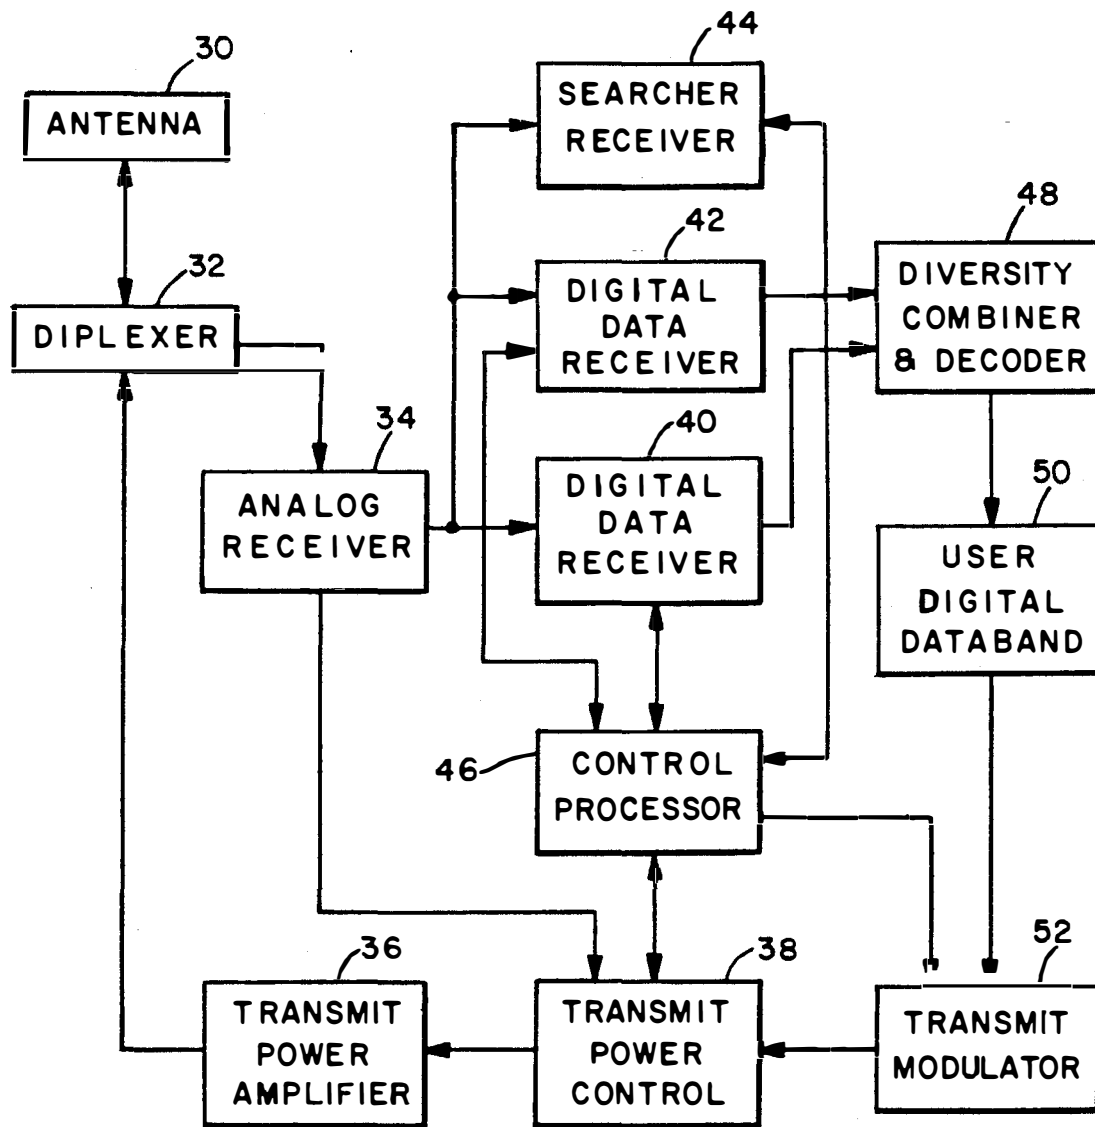 30
ANTENNA
32
DIPLEXER
34
ANALOG
RECEIVER
44
SEARCHER
RECEIVER
42
DIGITAL
DATA
RECEIVER
40
DIGITAL
DATA
RECEIVER
48
DIVERSITY
COMBINER
& DECODER
50
USER
DIGITAL
DATABAND
46
CONTROL
PROCESSOR
36
TRANSMIT
POWER
AMPLIFIER
38
TRANSMIT
POWER
CONTROL
52
TRANSMIT
MODULATOR